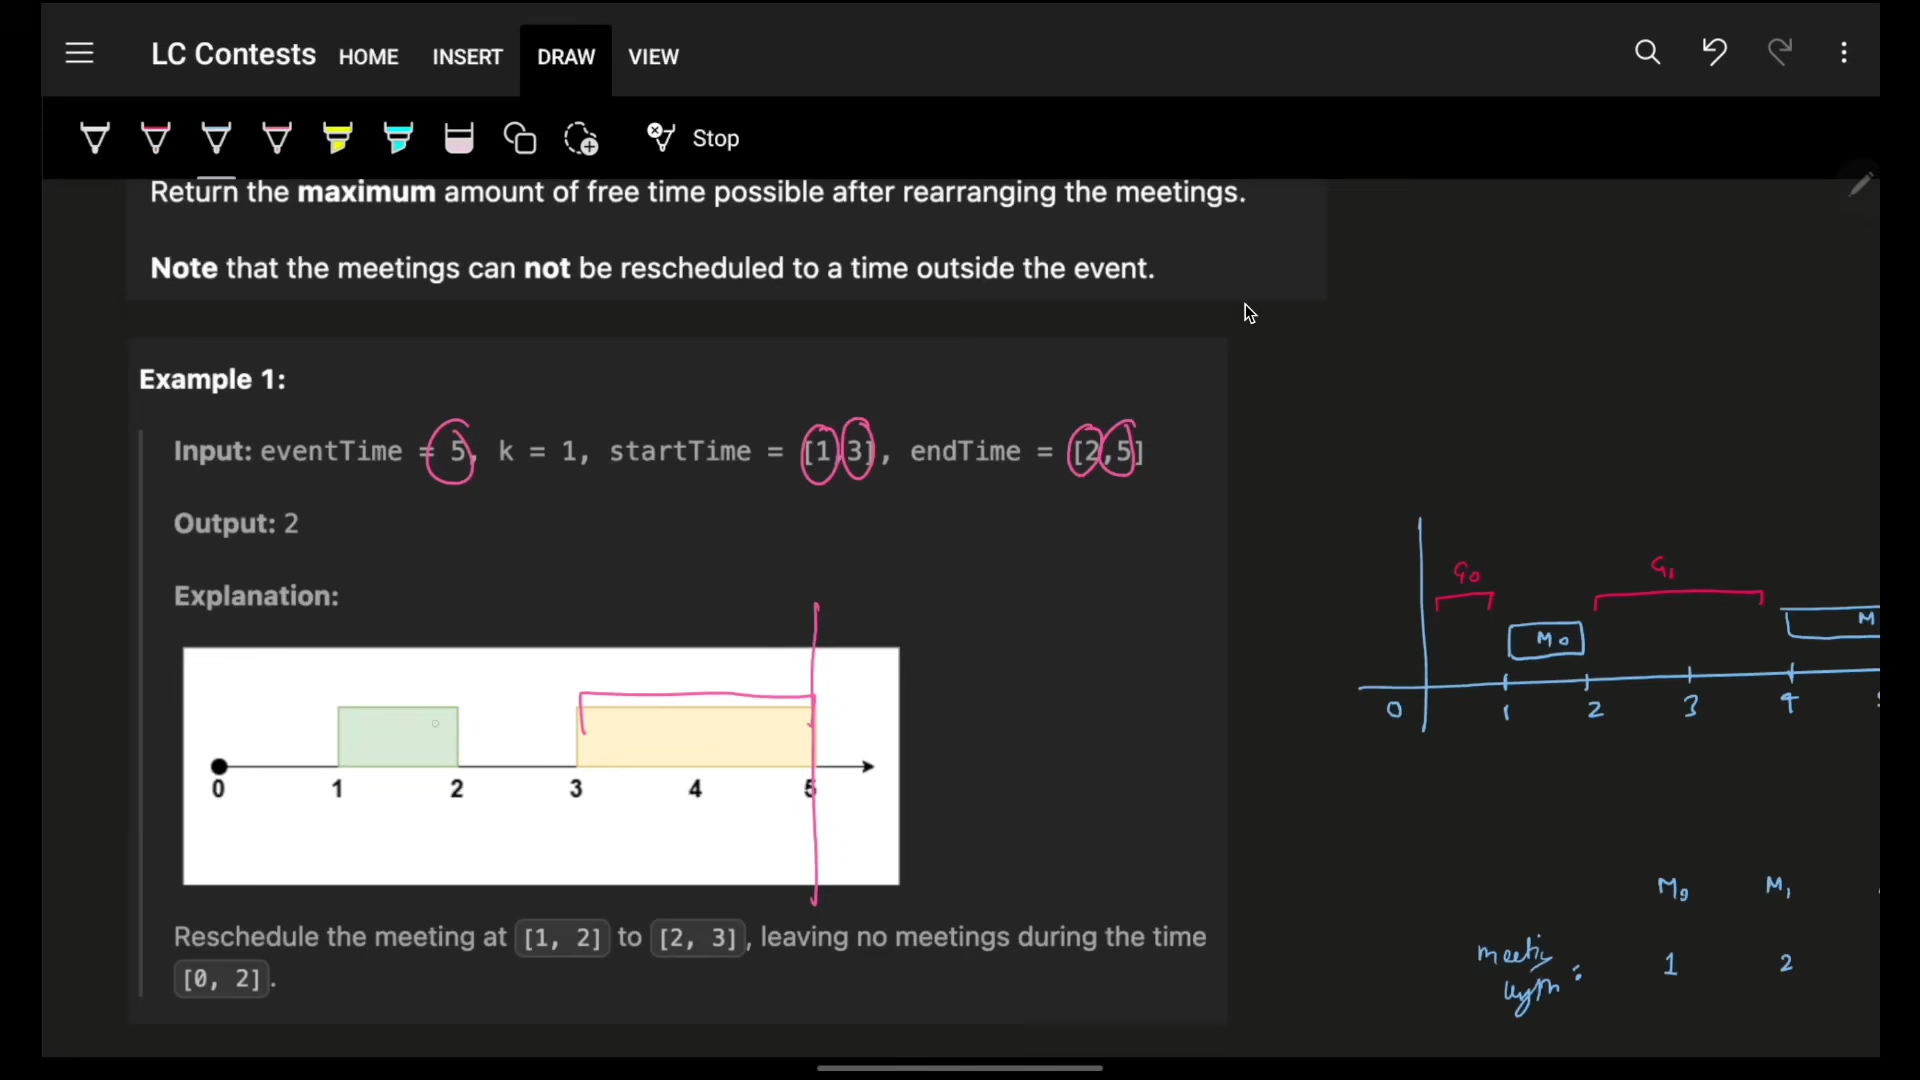 LC Contests HOME INSERT DRAW VIEW
Stop
Return the maximum amount of free time possible after rearranging the meetings.
Note that the meetings can not be rescheduled to a time outside the event.
Example 1:
Input: eventTime = 5, k = 1, startTime = [1,3], endTime = [2,5]
Output: 2
Explanation:
0 1 2 3 4 5
Reschedule the meeting at [1, 2] to [2, 3], leaving no meetings during the time
[0, 2].
G0 G1
M0 M
0 1 2 3 4
M1
1 2